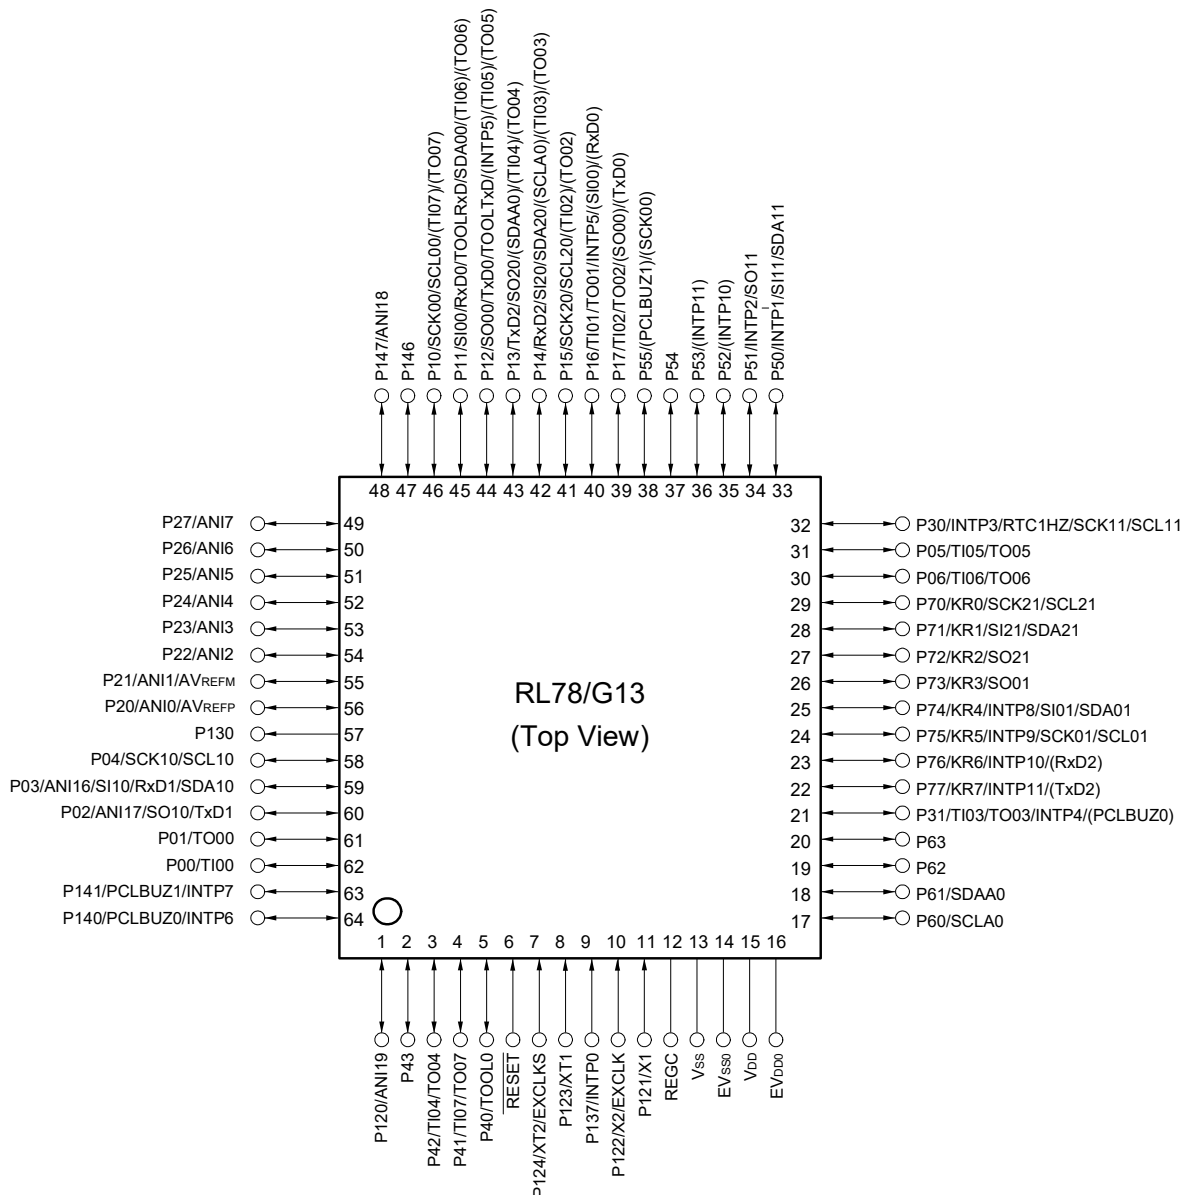 P147/ANI18
P146
P10/SCK00/SCL00/(TI07)/(TO07)
P11/SI00/RxD0/TOOLRxD/SDA00/(TI06)/(TO06)
P12/SO00/TxD0/TOOLTxD/(INTP5)/(TI05)/(TO05)
P13/TxD2/SO20/(SDAA0)/(TI04)/(TO04)
P14/RxD2/SI20/SDA20/(SCLA0)/(TI03)/(TO03)
P15/SCK20/SCL20/(TI02)/(TO02)
P16/TI01/TO01/INTP5/(SI00)/(RxD0)
P17/TI02/TO02/(SO00)/(TxD0)
P55/(PCLBUZ1)/(SCK00)
P54
P53/(INTP11)
P52/(INTP10)
P51/INTP2/SO11
P50/INTP1/SI11/SDA11
48 47 46 45 44 43 42 41 40 39 38 37 36 35 34 33
P27/ANI7 49
P26/ANI6 50
P25/ANI5 51
P24/ANI4 52
P23/ANI3 53
P22/ANI2 54
P21/ANI1/AVREFM 55
P20/ANI0/AVREFP 56
P130 57
P04/SCK10/SCL10 58
P03/ANI16/SI10/RxD1/SDA10 59
P02/ANI17/SO10/TxD1 60
P01/TO00 61
P00/TI00 62
P141/PCLBUZ1/INTP7 63
P140/PCLBUZ0/INTP6 64
RL78/G13
(Top View)
32 P30/INTP3/RTC1HZ/SCK11/SCL11
31 P05/TI05/TO05
30 P06/TI06/TO06
29 P70/KR0/SCK21/SCL21
28 P71/KR1/SI21/SDA21
27 P72/KR2/SO21
26 P73/KR3/SO01
25 P74/KR4/INTP8/SI01/SDA01
24 P75/KR5/INTP9/SCK01/SCL01
23 P76/KR6/INTP10/(RxD2)
22 P77/KR7/INTP11/(TxD2)
21 P31/TI03/TO03/INTP4/(PCLBUZ0)
20 P63
19 P62
18 P61/SDAA0
17 P60/SCLA0
1 2 3 4 5 6 7 8 9 10 11 12 13 14 15 16
P120/ANI19
P43
P42/TI04/TO04
P41/TI07/TO07
P40/TOOL0
RESET
P124/XT2/EXCLKS
P123/XT1
P137/INTP0
P122/X2/EXCLK
P121/X1
REGC
VSS
EVSS0
VDD
EVDD0